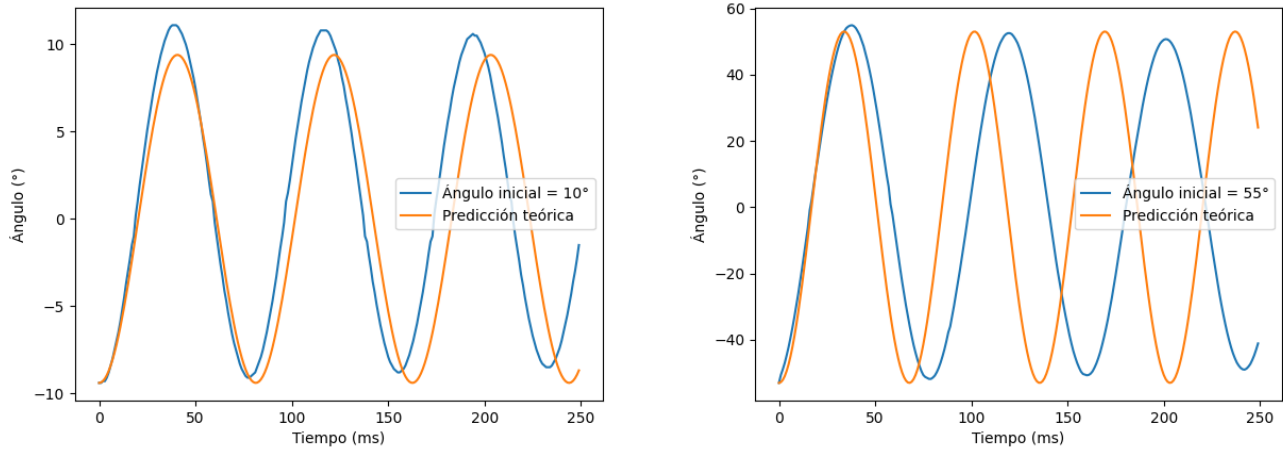 10
5
0
−5
−10
Ángulo (°)
0
50
100
150
200
250
Tiempo (ms)
Ángulo inicial = 10°
Predicción teórica
60
40
20
0
−20
−40
Ángulo (°)
0
50
100
150
200
250
Tiempo (ms)
Ángulo inicial = 55°
Predicción teórica